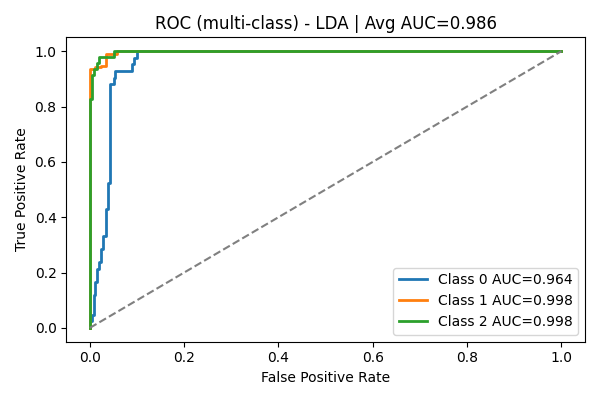 ROC (multi-class) - LDA | Avg AUC=0.986
True Positive Rate
1.0
0.8
0.6
0.4
0.2
0.0
0.0 0.2 0.4 0.6 0.8 1.0
False Positive Rate
Class 0 AUC=0.964
Class 1 AUC=0.998
Class 2 AUC=0.998